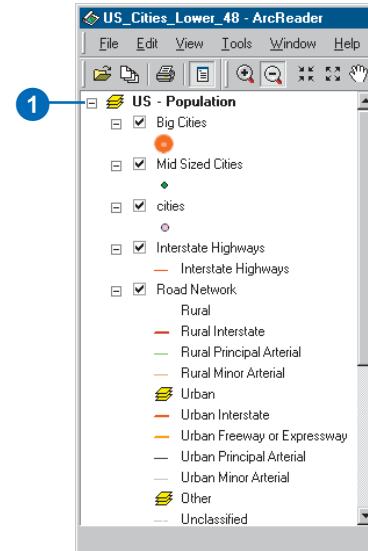 US_Cities_Lower_48 - ArcReader
File Edit View Tools Window Help
1
US - Population
Big Cities
Mid Sized Cities
cities
Interstate Highways
Interstate Highways
Road Network
Rural
Rural Interstate
Rural Principal Arterial
Rural Minor Arterial
Urban
Urban Interstate
Urban Freeway or Expressway
Urban Principal Arterial
Urban Minor Arterial
Other
Unclassified